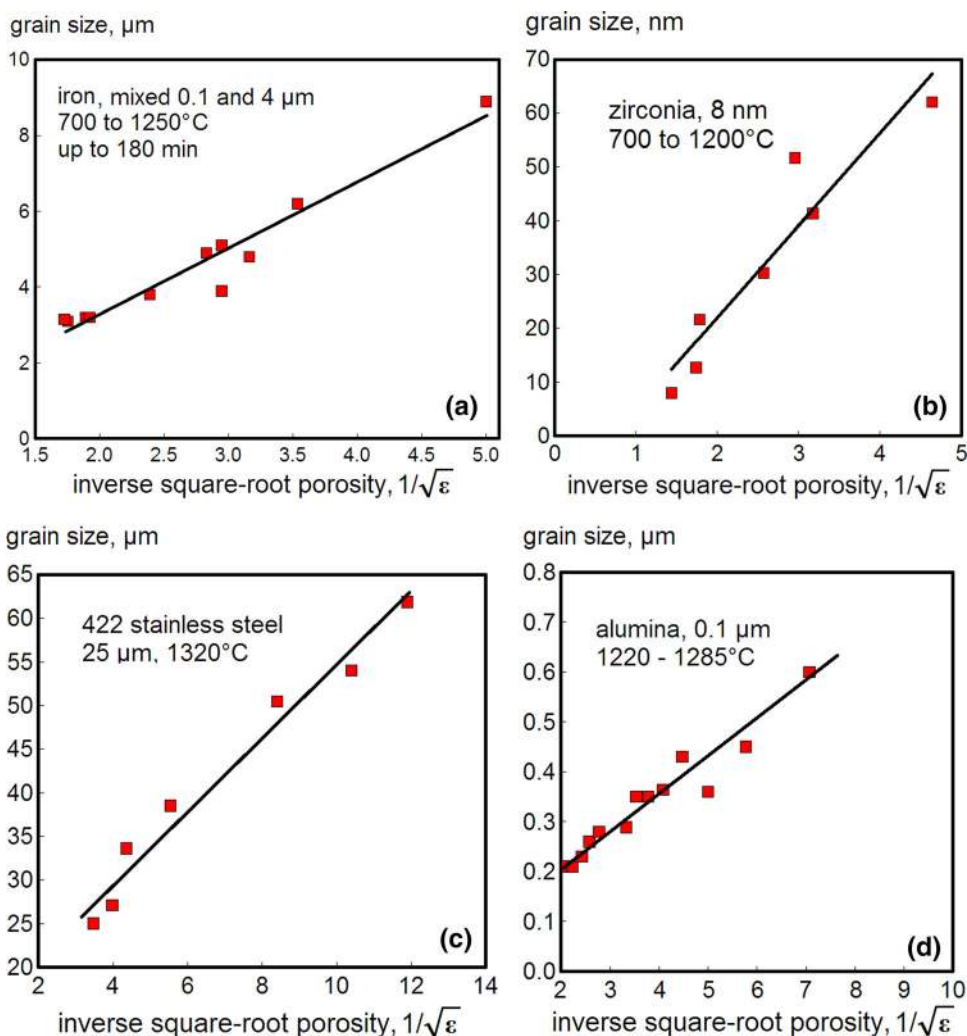 grain size, µm
10
8
6
4
2
0
iron, mixed 0.1 and 4 µm
700 to 1250°C
up to 180 min
(a)
1.5 2.0 2.5 3.0 3.5 4.0 4.5 5.0
inverse square-root porosity, 1/√ε
grain size, nm
70
60
50
40
30
20
10
0
zirconia, 8 nm
700 to 1200°C
(b)
0 1 2 3 4 5
inverse square-root porosity, 1/√ε
grain size, µm
65
60
55
50
45
40
35
30
25
20
422 stainless steel
25 µm, 1320°C
(c)
2 4 6 8 10 12 14
inverse square-root porosity, 1/√ε
grain size, µm
0.8
0.7
0.6
0.5
0.4
0.3
0.2
0.1
0.0
alumina, 0.1 µm
1220 - 1285°C
(d)
2 3 4 5 6 7 8 9 10
inverse square-root porosity, 1/√ε